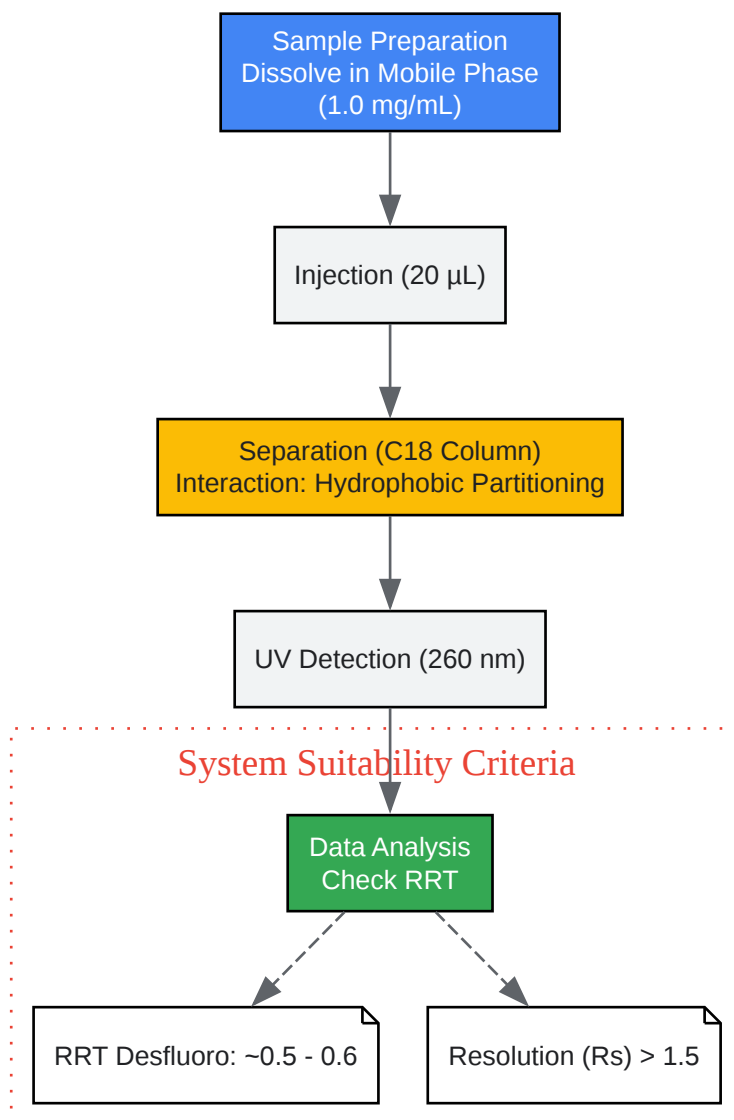 Sample Preparation
Dissolve in Mobile Phase
(1.0 mg/mL)
Injection (20 µL)
Separation (C18 Column)
Interaction: Hydrophobic Partitioning
UV Detection (260 nm)
System Suitability Criteria
Data Analysis
Check RRT
RRT Desfluoro: ~0.5 - 0.6
Resolution (Rs) > 1.5